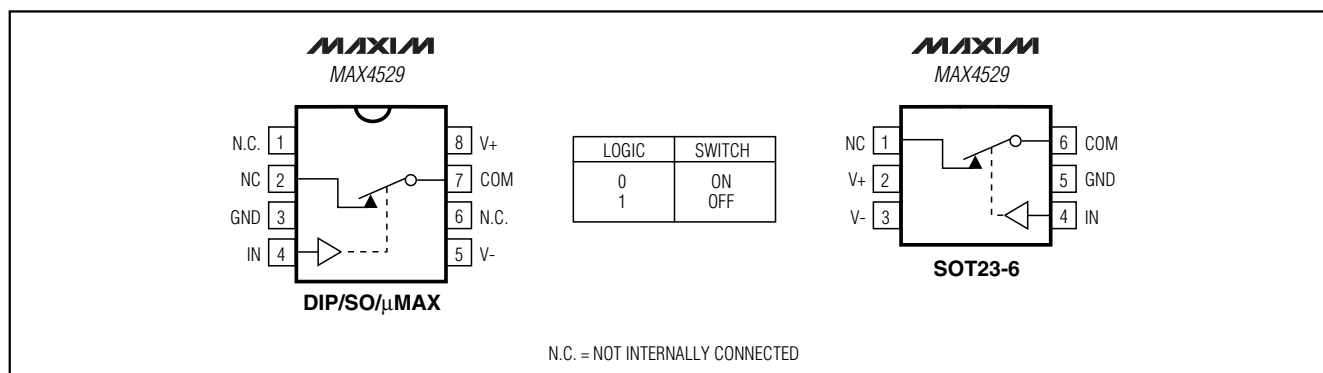 MAXIM
MAX4529
N.C. 1
NC 2
GND 3
IN 4
8 V+
7 COM
6 N.C.
5 V-
DIP/SO/µMAX
LOGIC SWITCH
0 ON
1 OFF
MAXIM
MAX4529
NC 1
V+ 2
V- 3
6 COM
5 GND
4 IN
SOT23-6
N.C. = NOT INTERNALLY CONNECTED